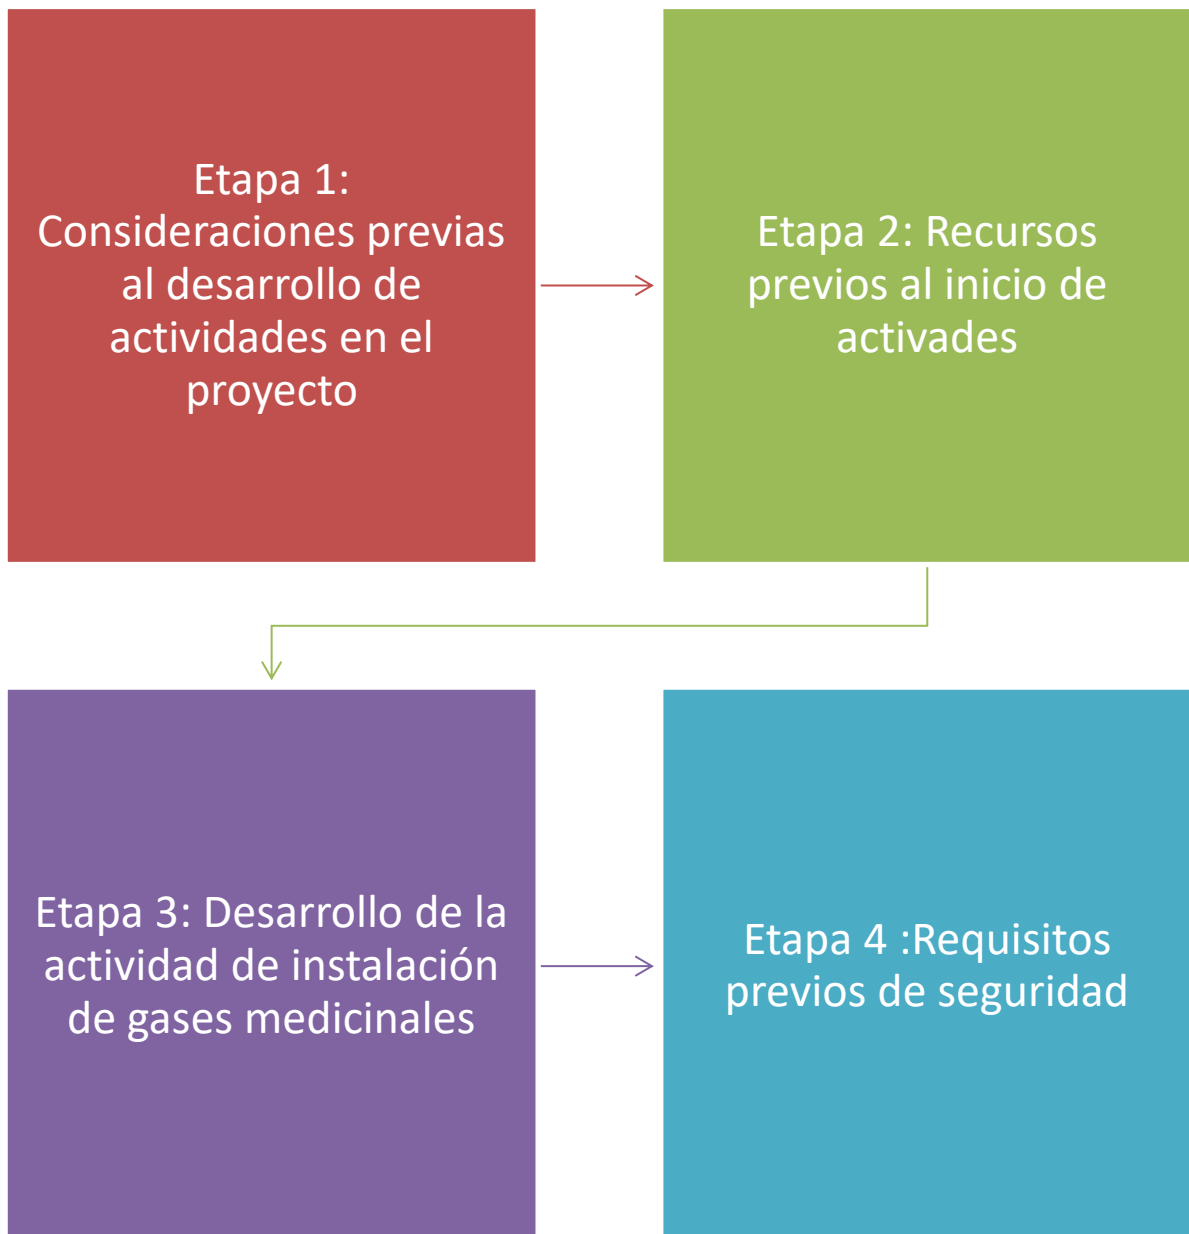 Etapa 1:
Consideraciones previas
al desarrollo de
actividades en el
proyecto
Etapa 2: Recursos
previos al inicio de
activades
Etapa 3: Desarrollo de la
actividad de instalación
de gases medicinales
Etapa 4 :Requisitos
previos de seguridad